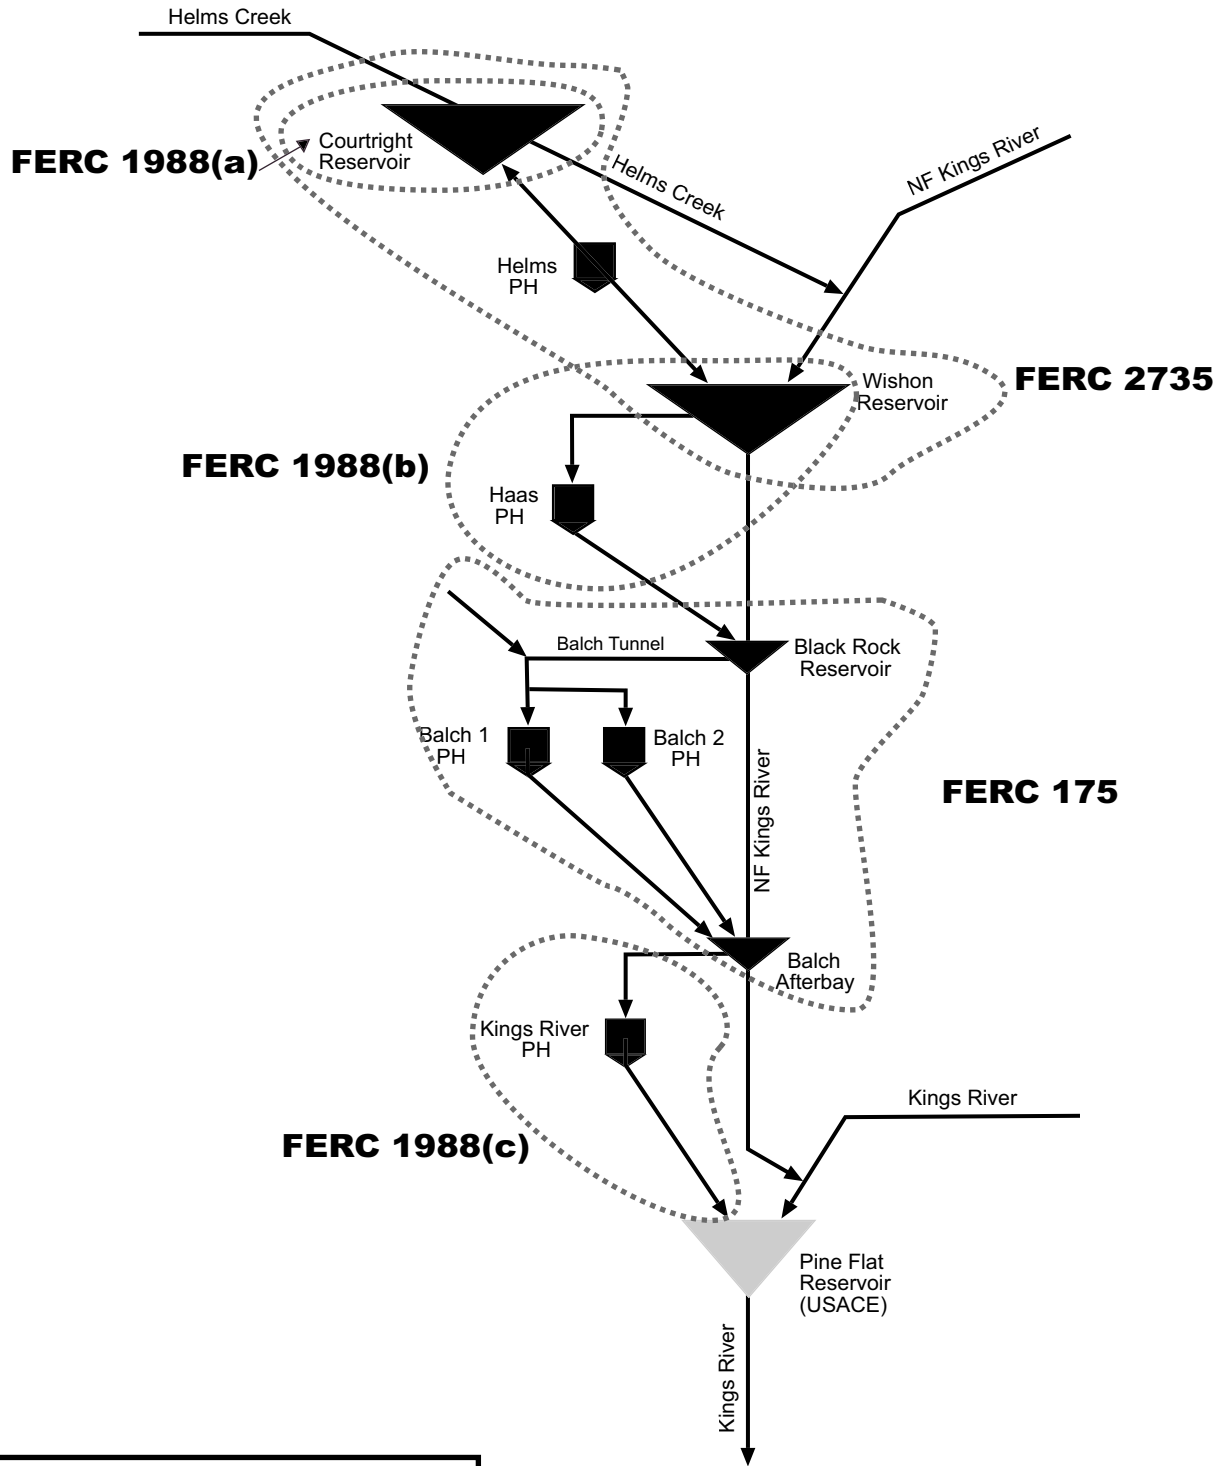 Helms Creek
FERC 1988(a)
Courtright
Reservoir
Helms Creek
NF Kings River
Helms
PH
Wishon
Reservoir
FERC 2735
FERC 1988(b)
Haas
PH
Balch Tunnel
Black Rock
Reservoir
Balch 1
PH
Balch 2
PH
NF Kings River
FERC 175
Balch
Afterbay
Kings River
PH
Kings River
FERC 1988(c)
Pine Flat
Reservoir
(USACE)
Kings River